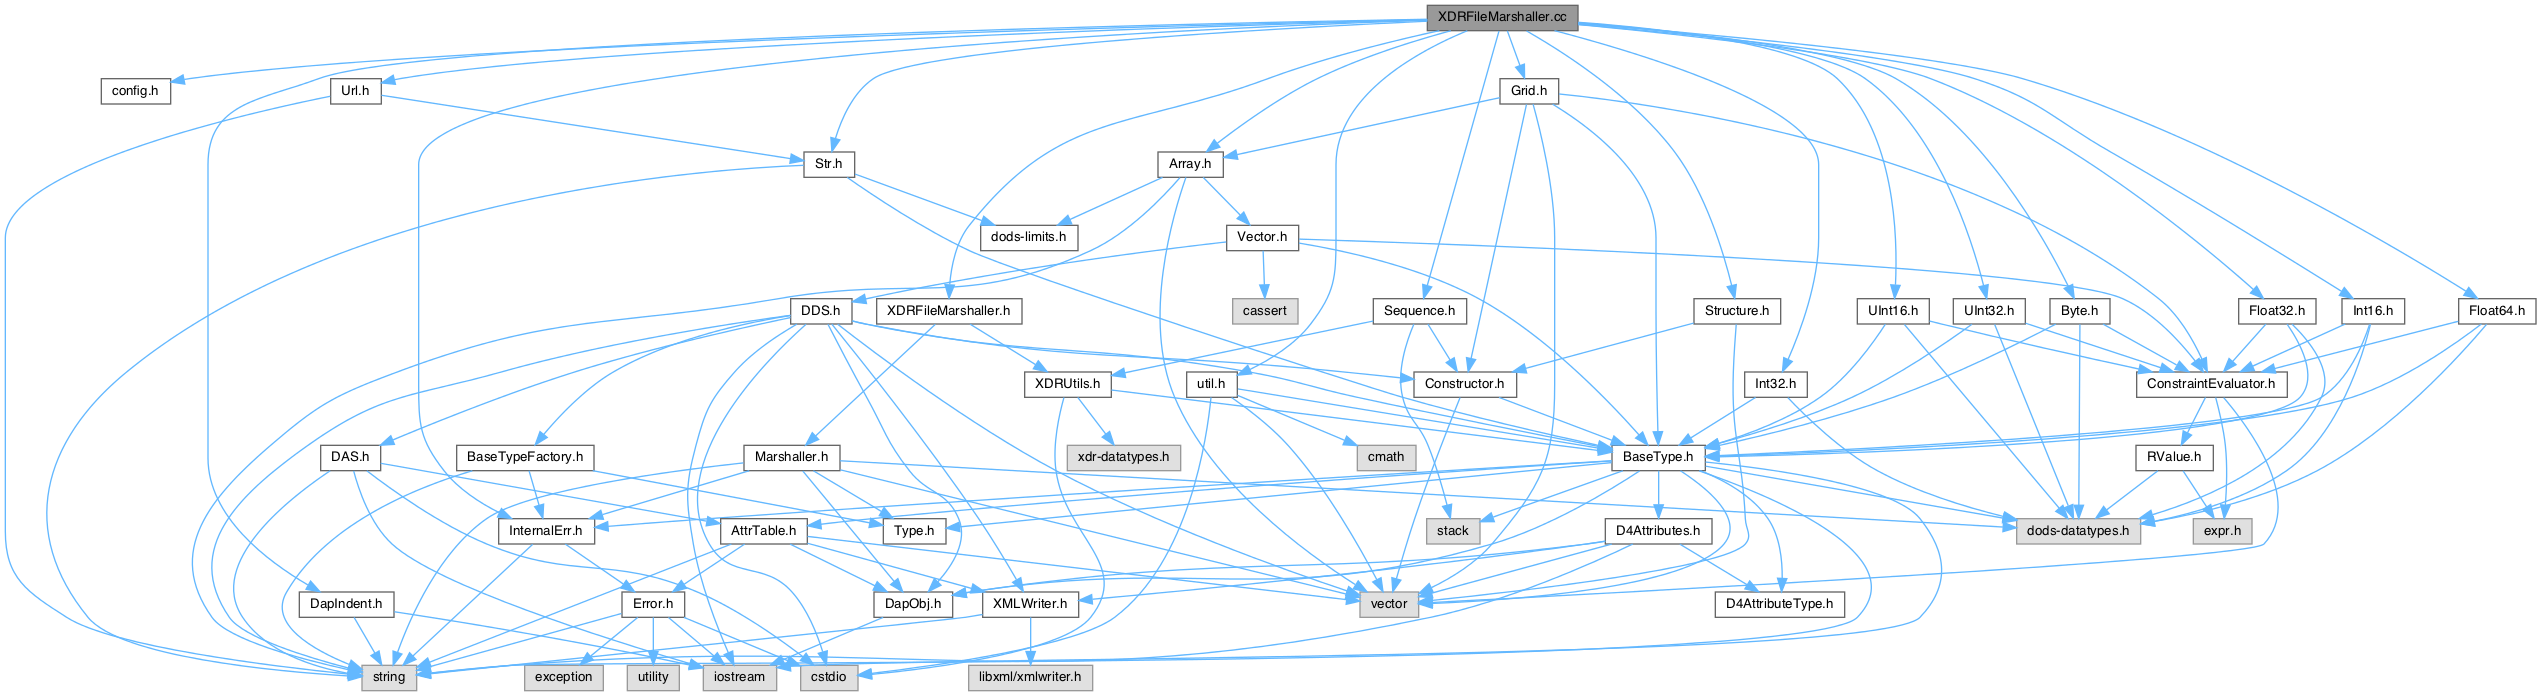 XDRFileMarshaller.cc
config.h
Url.h
Grid.h
Str.h
Array.h
dods-limits.h
Vector.h
DDS.h
XDRFileMarshaller.h
cassert
Sequence.h
Structure.h
UInt16.h
UInt32.h
Byte.h
Float32.h
Int16.h
Float64.h
XDRUtils.h
util.h
Constructor.h
Int32.h
ConstraintEvaluator.h
DAS.h
BaseTypeFactory.h
Marshaller.h
xdr-datatypes.h
cmath
BaseType.h
RValue.h
InternalErr.h
AttrTable.h
Type.h
stack
D4Attributes.h
dods-datatypes.h
expr.h
DapIndent.h
Error.h
DapObj.h
XMLWriter.h
vector
D4AttributeType.h
string
exception
utility
iostream
cstdio
libxml/xmlwriter.h